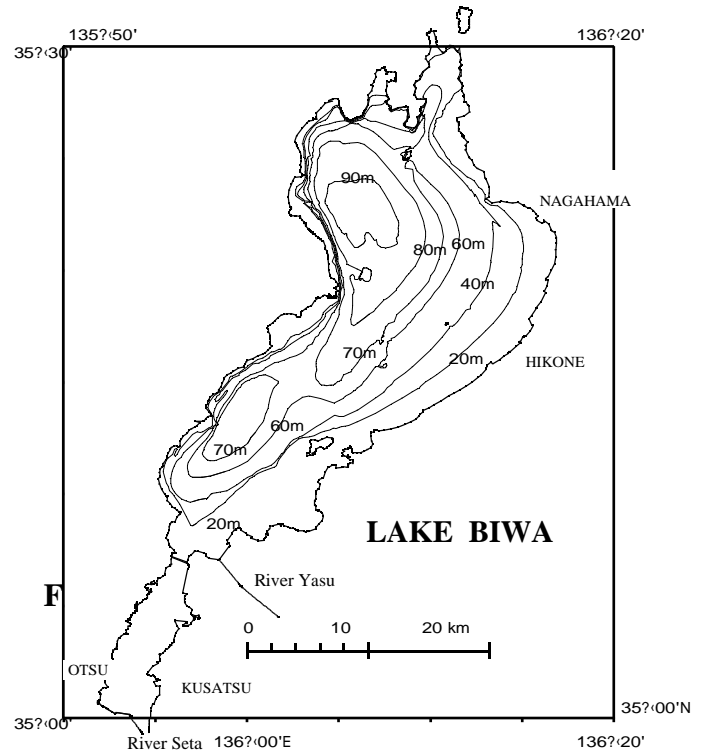 135?‹50'
136?‹20'
35?‹30'
90m
NAGAHAMA
80m
60m
40m
70m
20m
HIKONE
60m
70m
20m
LAKE BIWA
F
River Yasu
0 10 20 km
OTSU
KUSATSU
35?‹00'N
35?‹00'
River Seta
136?‹00'E
136?‹20'